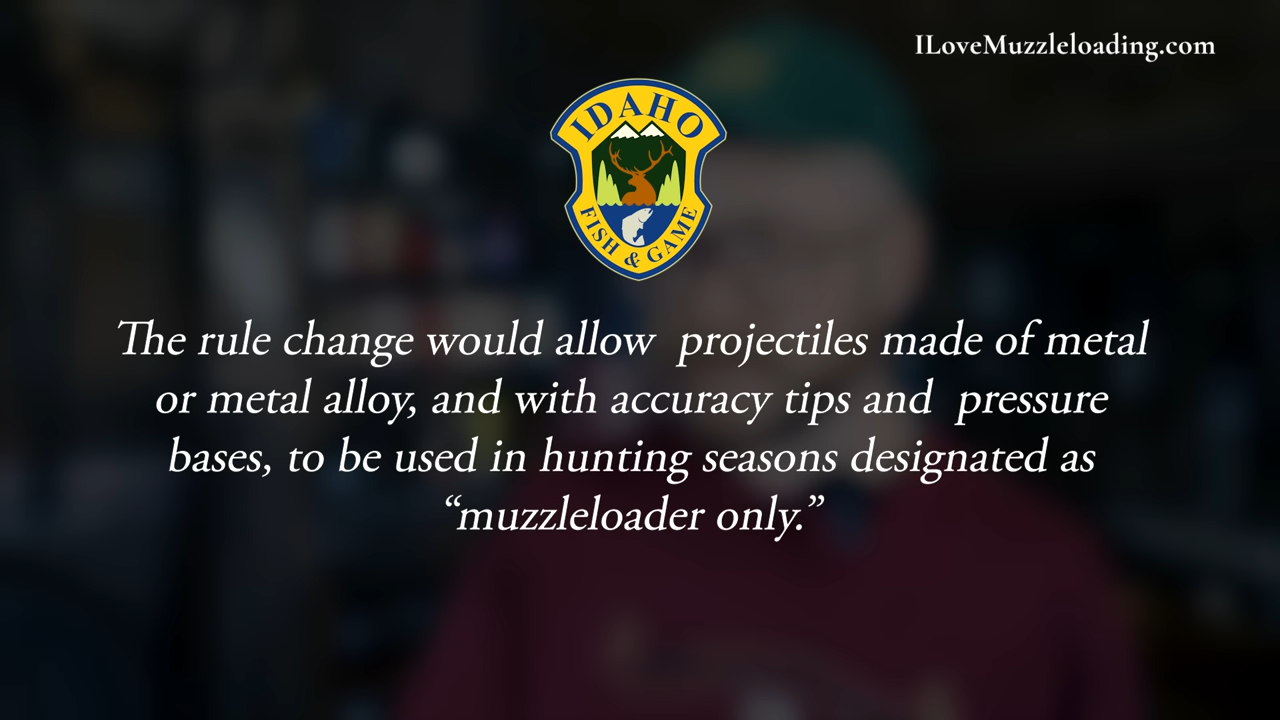 ILoveMuzzleloading.com
IDAHO
FISH & GAME
The rule change would allow  projectiles made of metal
or metal alloy, and with accuracy tips and  pressure
bases, to be used in hunting seasons designated as
“muzzleloader only.”